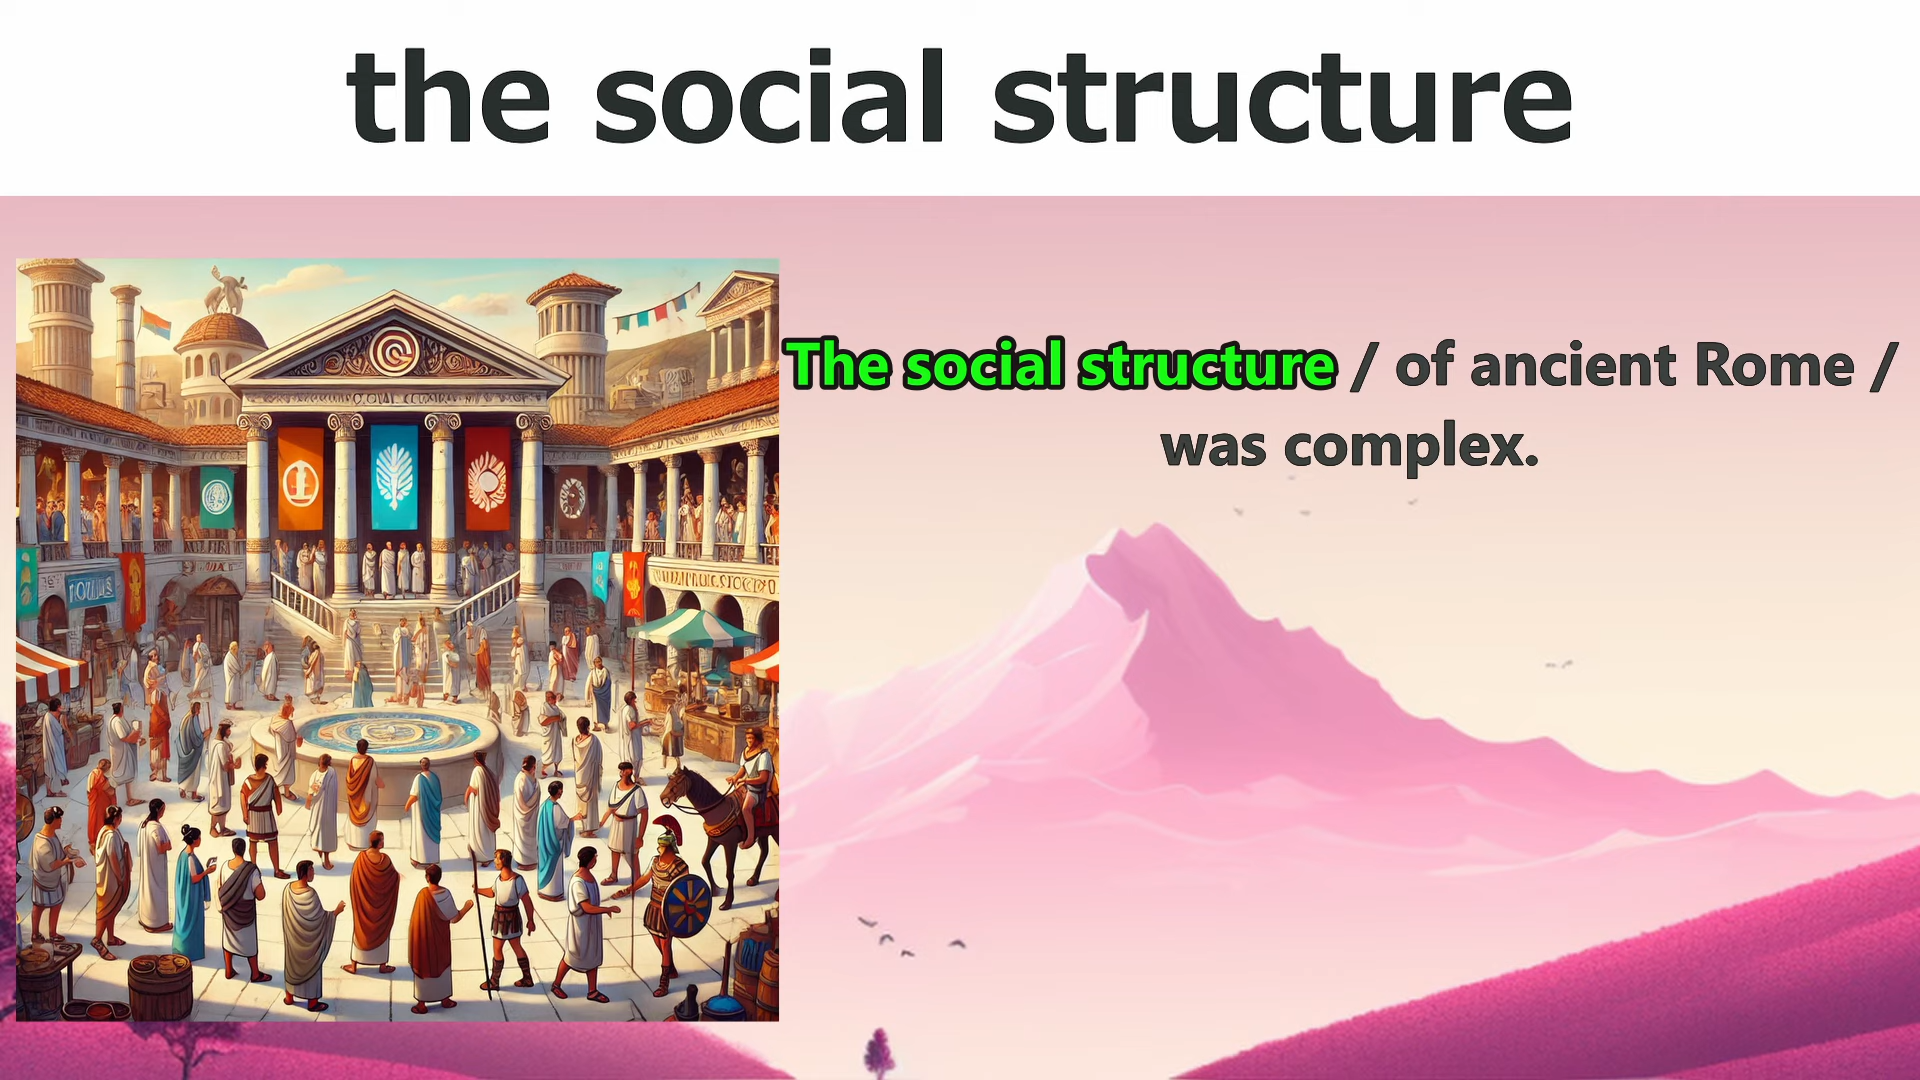 the social structure
The social structure / of ancient Rome /
was complex.